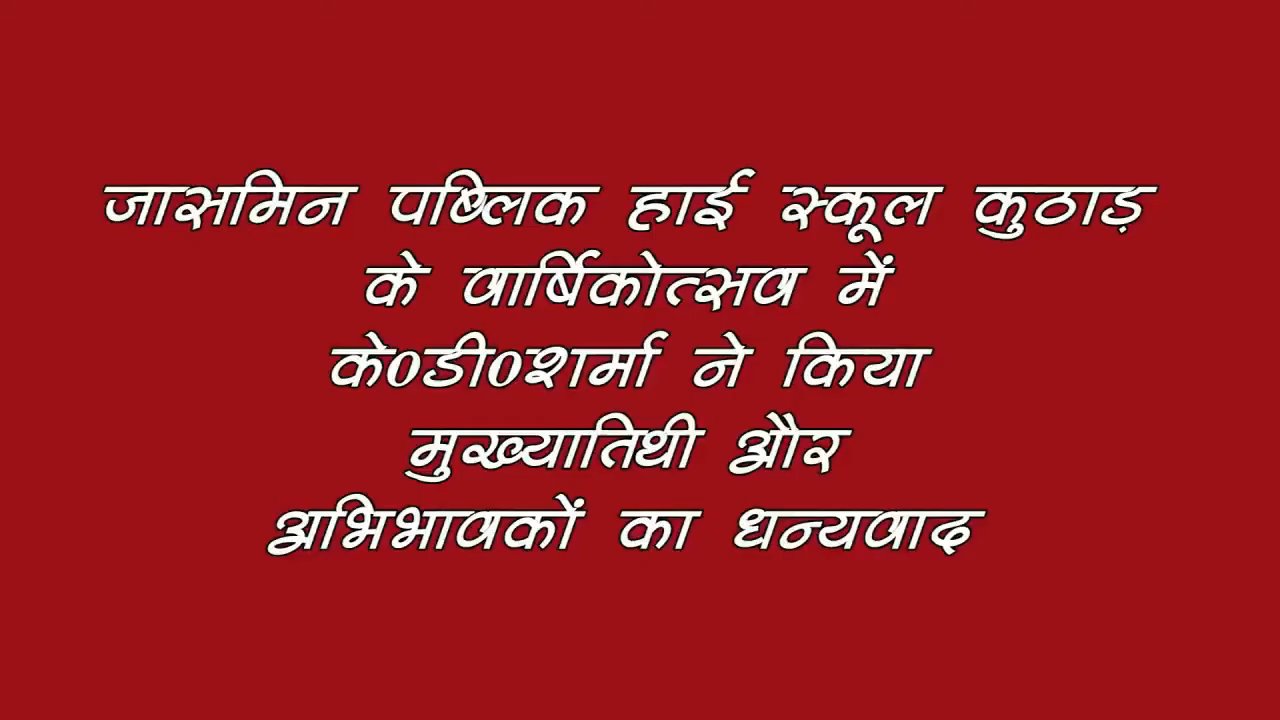 जासमिन पब्लिक हाई स्कूल कुठाड़
के वार्षिकोत्सव में
के0डी0शर्मा ने किया
मुख्यातिथी और
अभिभावकों का धन्यवाद